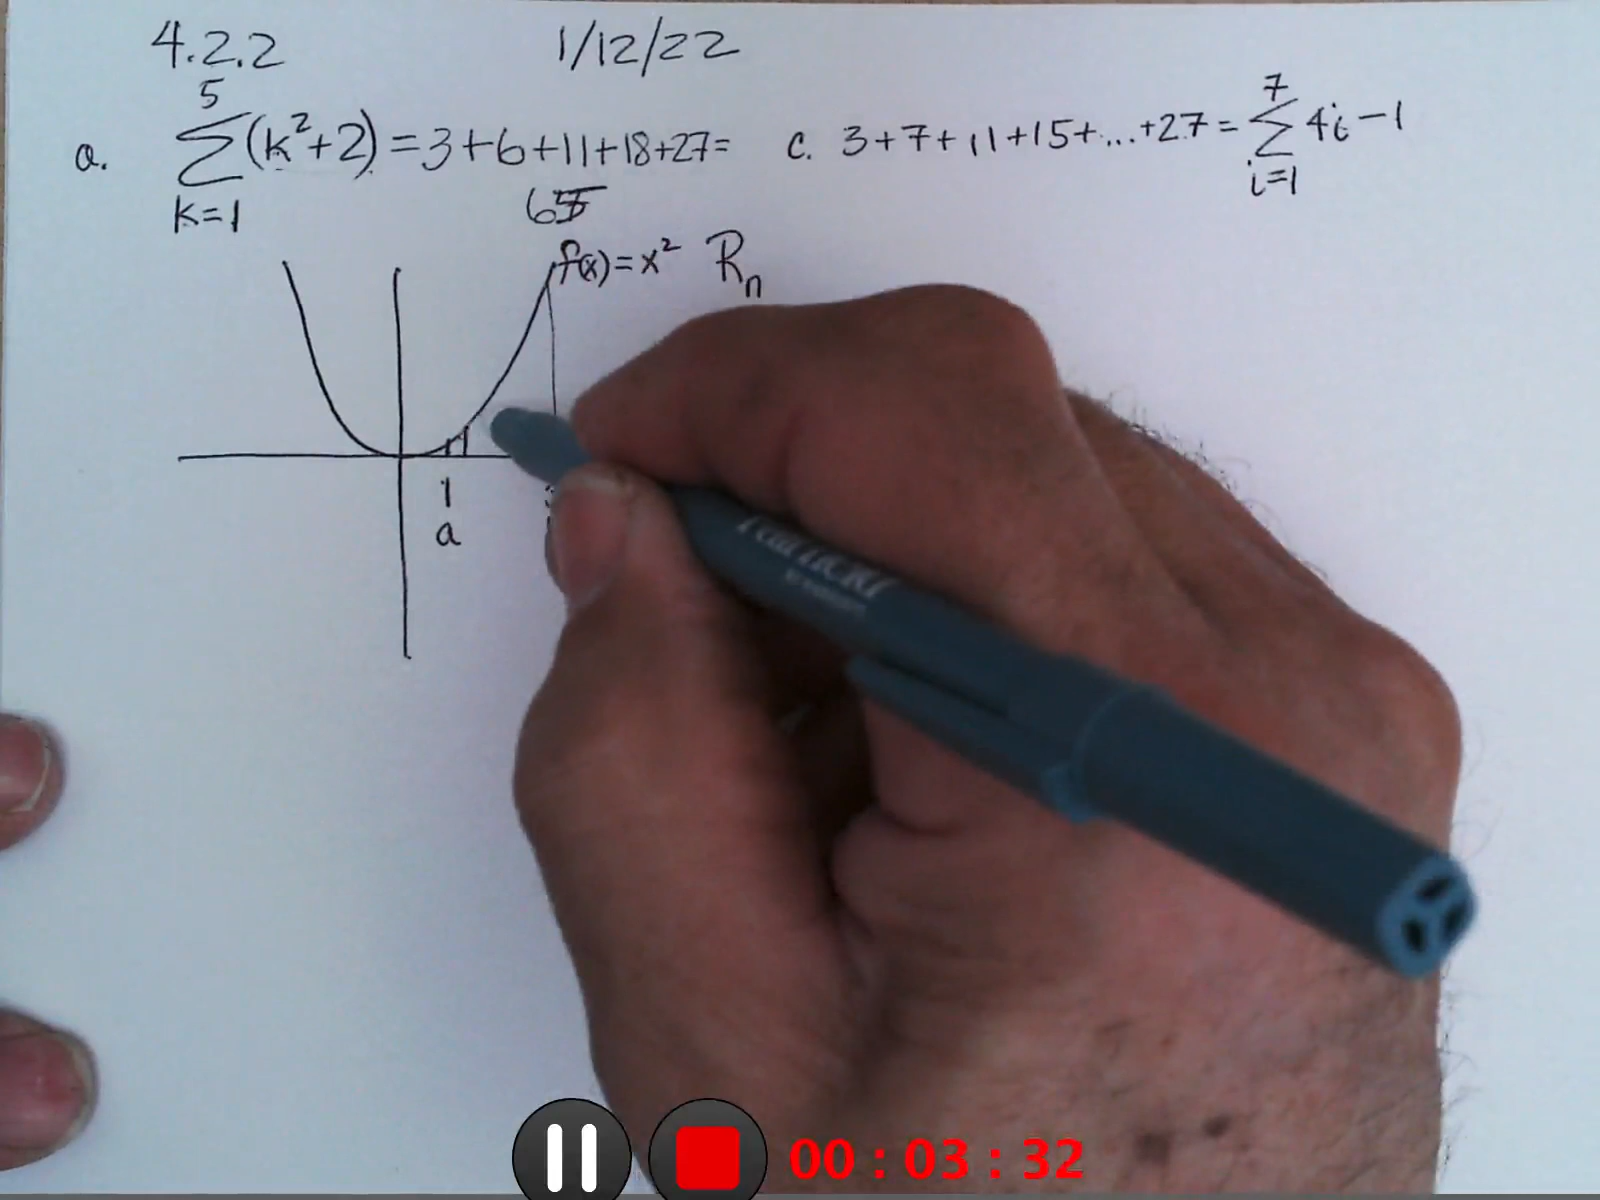 4.2.2 1/12/22
a. 5 ∑ k=1 (k²+2) = 3+6+11+18+27=
65
c. 3+7+11+15+...+27= 7 ∑ i=1 4i-1
f(x)=x² Rn
1
a
00:03:32